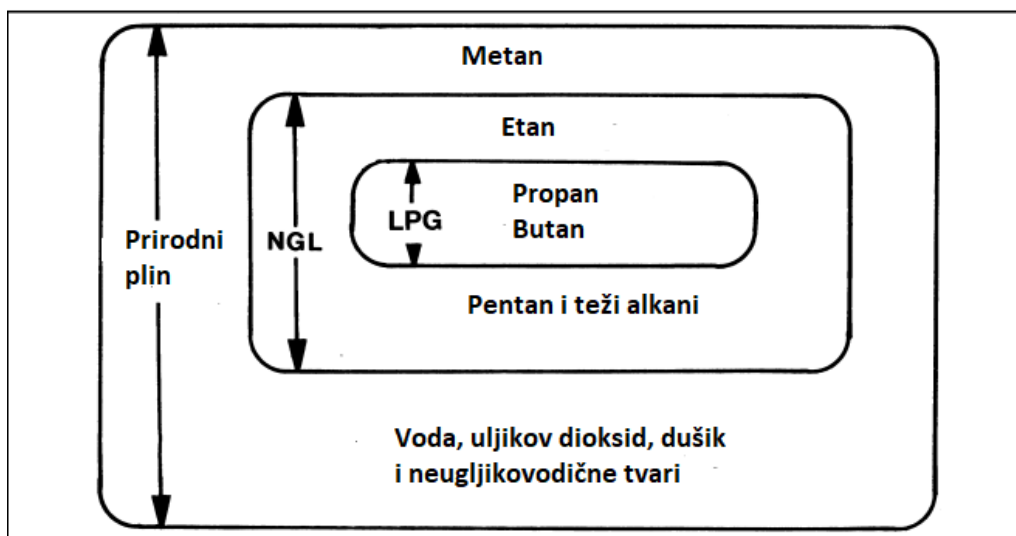 Metan
Etan
Propan
LPG
Butan
Prirodni
plin
NGL
Pentan i teži alkani
Voda, uljikov dioksid, dušik
i neugljikovodične tvari